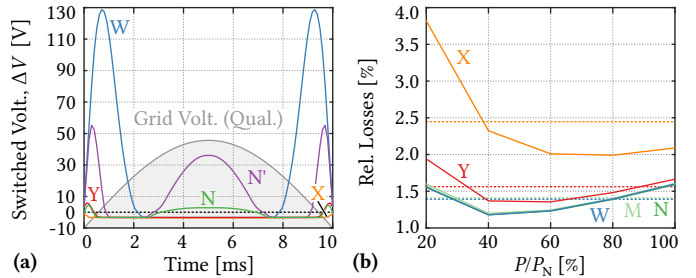 (a)
Switched Volt., ΔV [V]
130
110
90
70
50
30
10
0
-10
W
Grid Volt. (Qual.)
Y
N'
N
X
0
2
4
6
8
10
Time [ms]
(b)
Rel. Losses [%]
4.0
3.5
3.0
2.5
2.0
1.5
1.0
X
Y
W
M
N
20
40
60
80
100
P/PN [%]